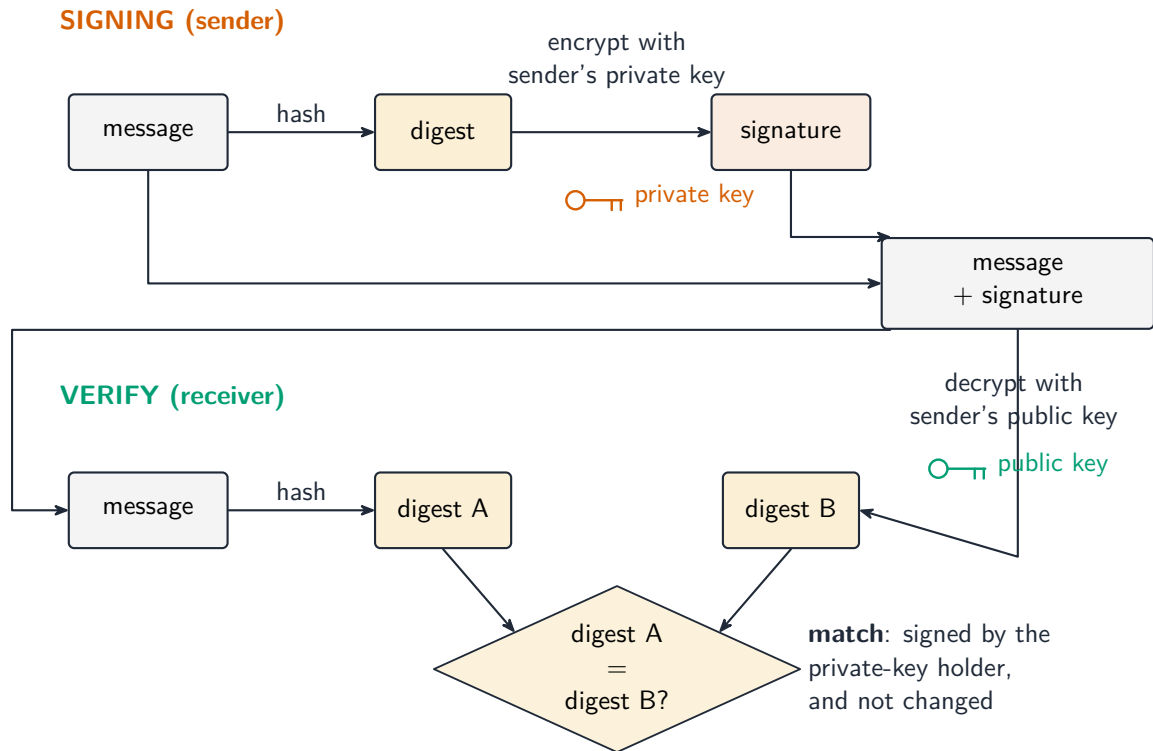 SIGNING (sender)
encrypt with
sender's private key
message
hash
digest
signature
private key
message
+ signature
VERIFY (receiver)
decrypt with
sender's public key
public key
message
hash
digest A
digest B
digest A
=
digest B?
match: signed by the
private-key holder,
and not changed